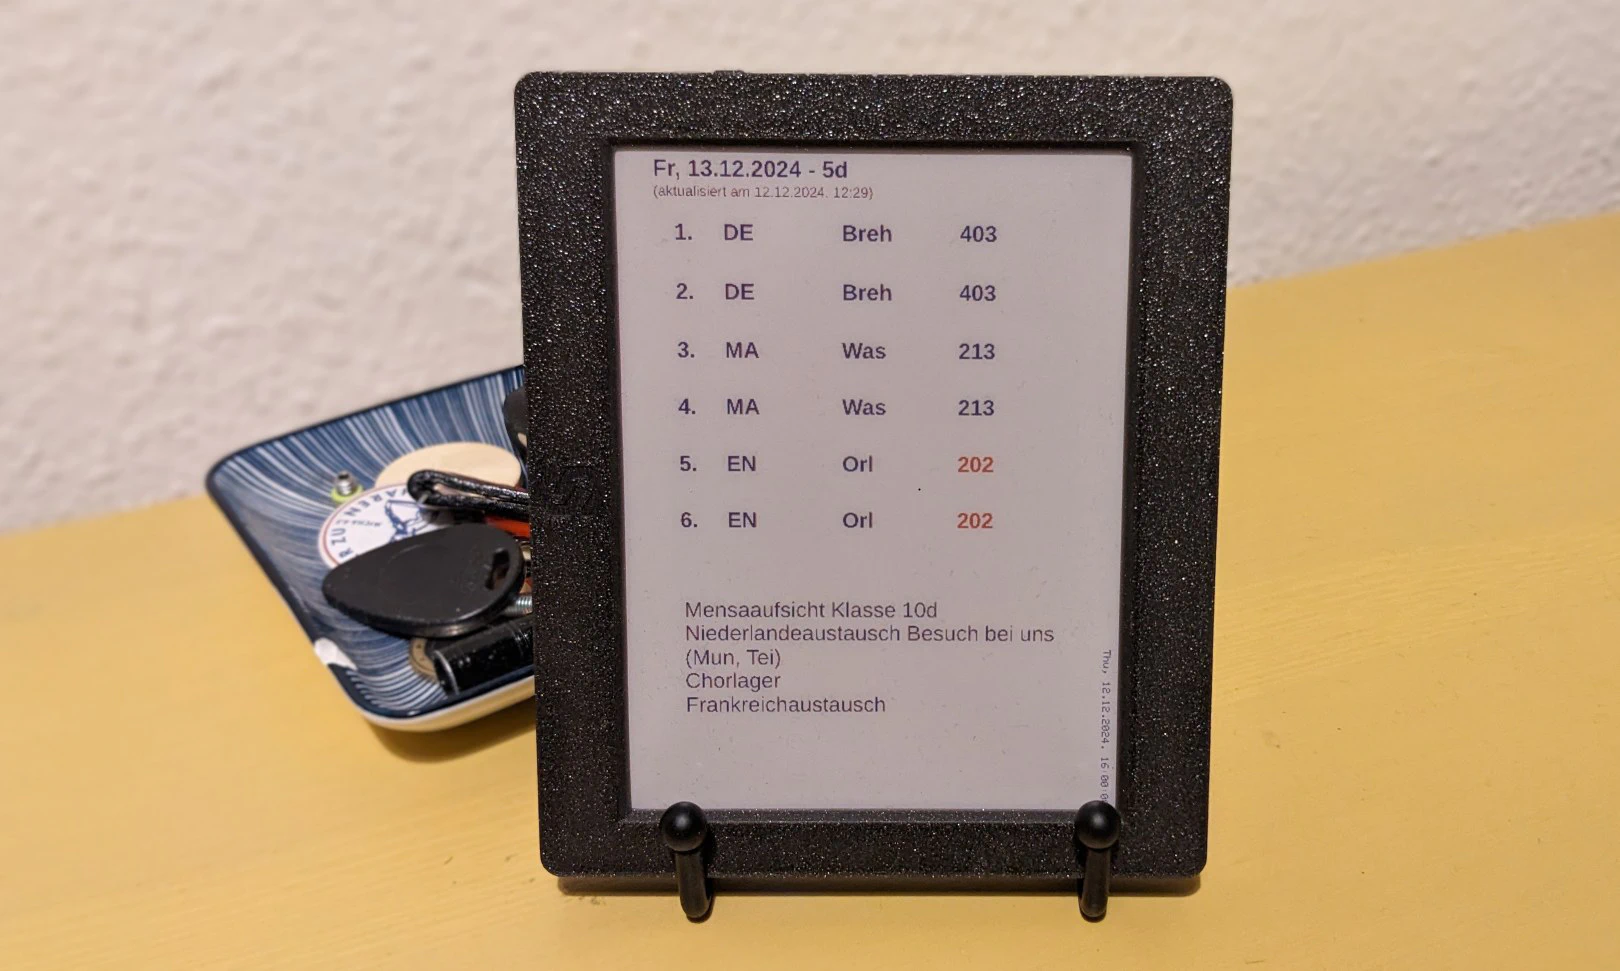 Fr, 13.12.2024 - 5d
(aktualisiert am 12.12.2024. 12:29)
1. DE Breh 403
2. DE Breh 403
3. MA Was 213
4. MA Was 213
5. EN Orl 202
6. EN Orl 202
Mensaaufsicht Klasse 10d
Niederlandeaustausch Besuch bei uns
(Mun, Tei)
Chorlager
Frankreichaustausch
Thu, 12.12.2024, 16:00
ZU
WAREN